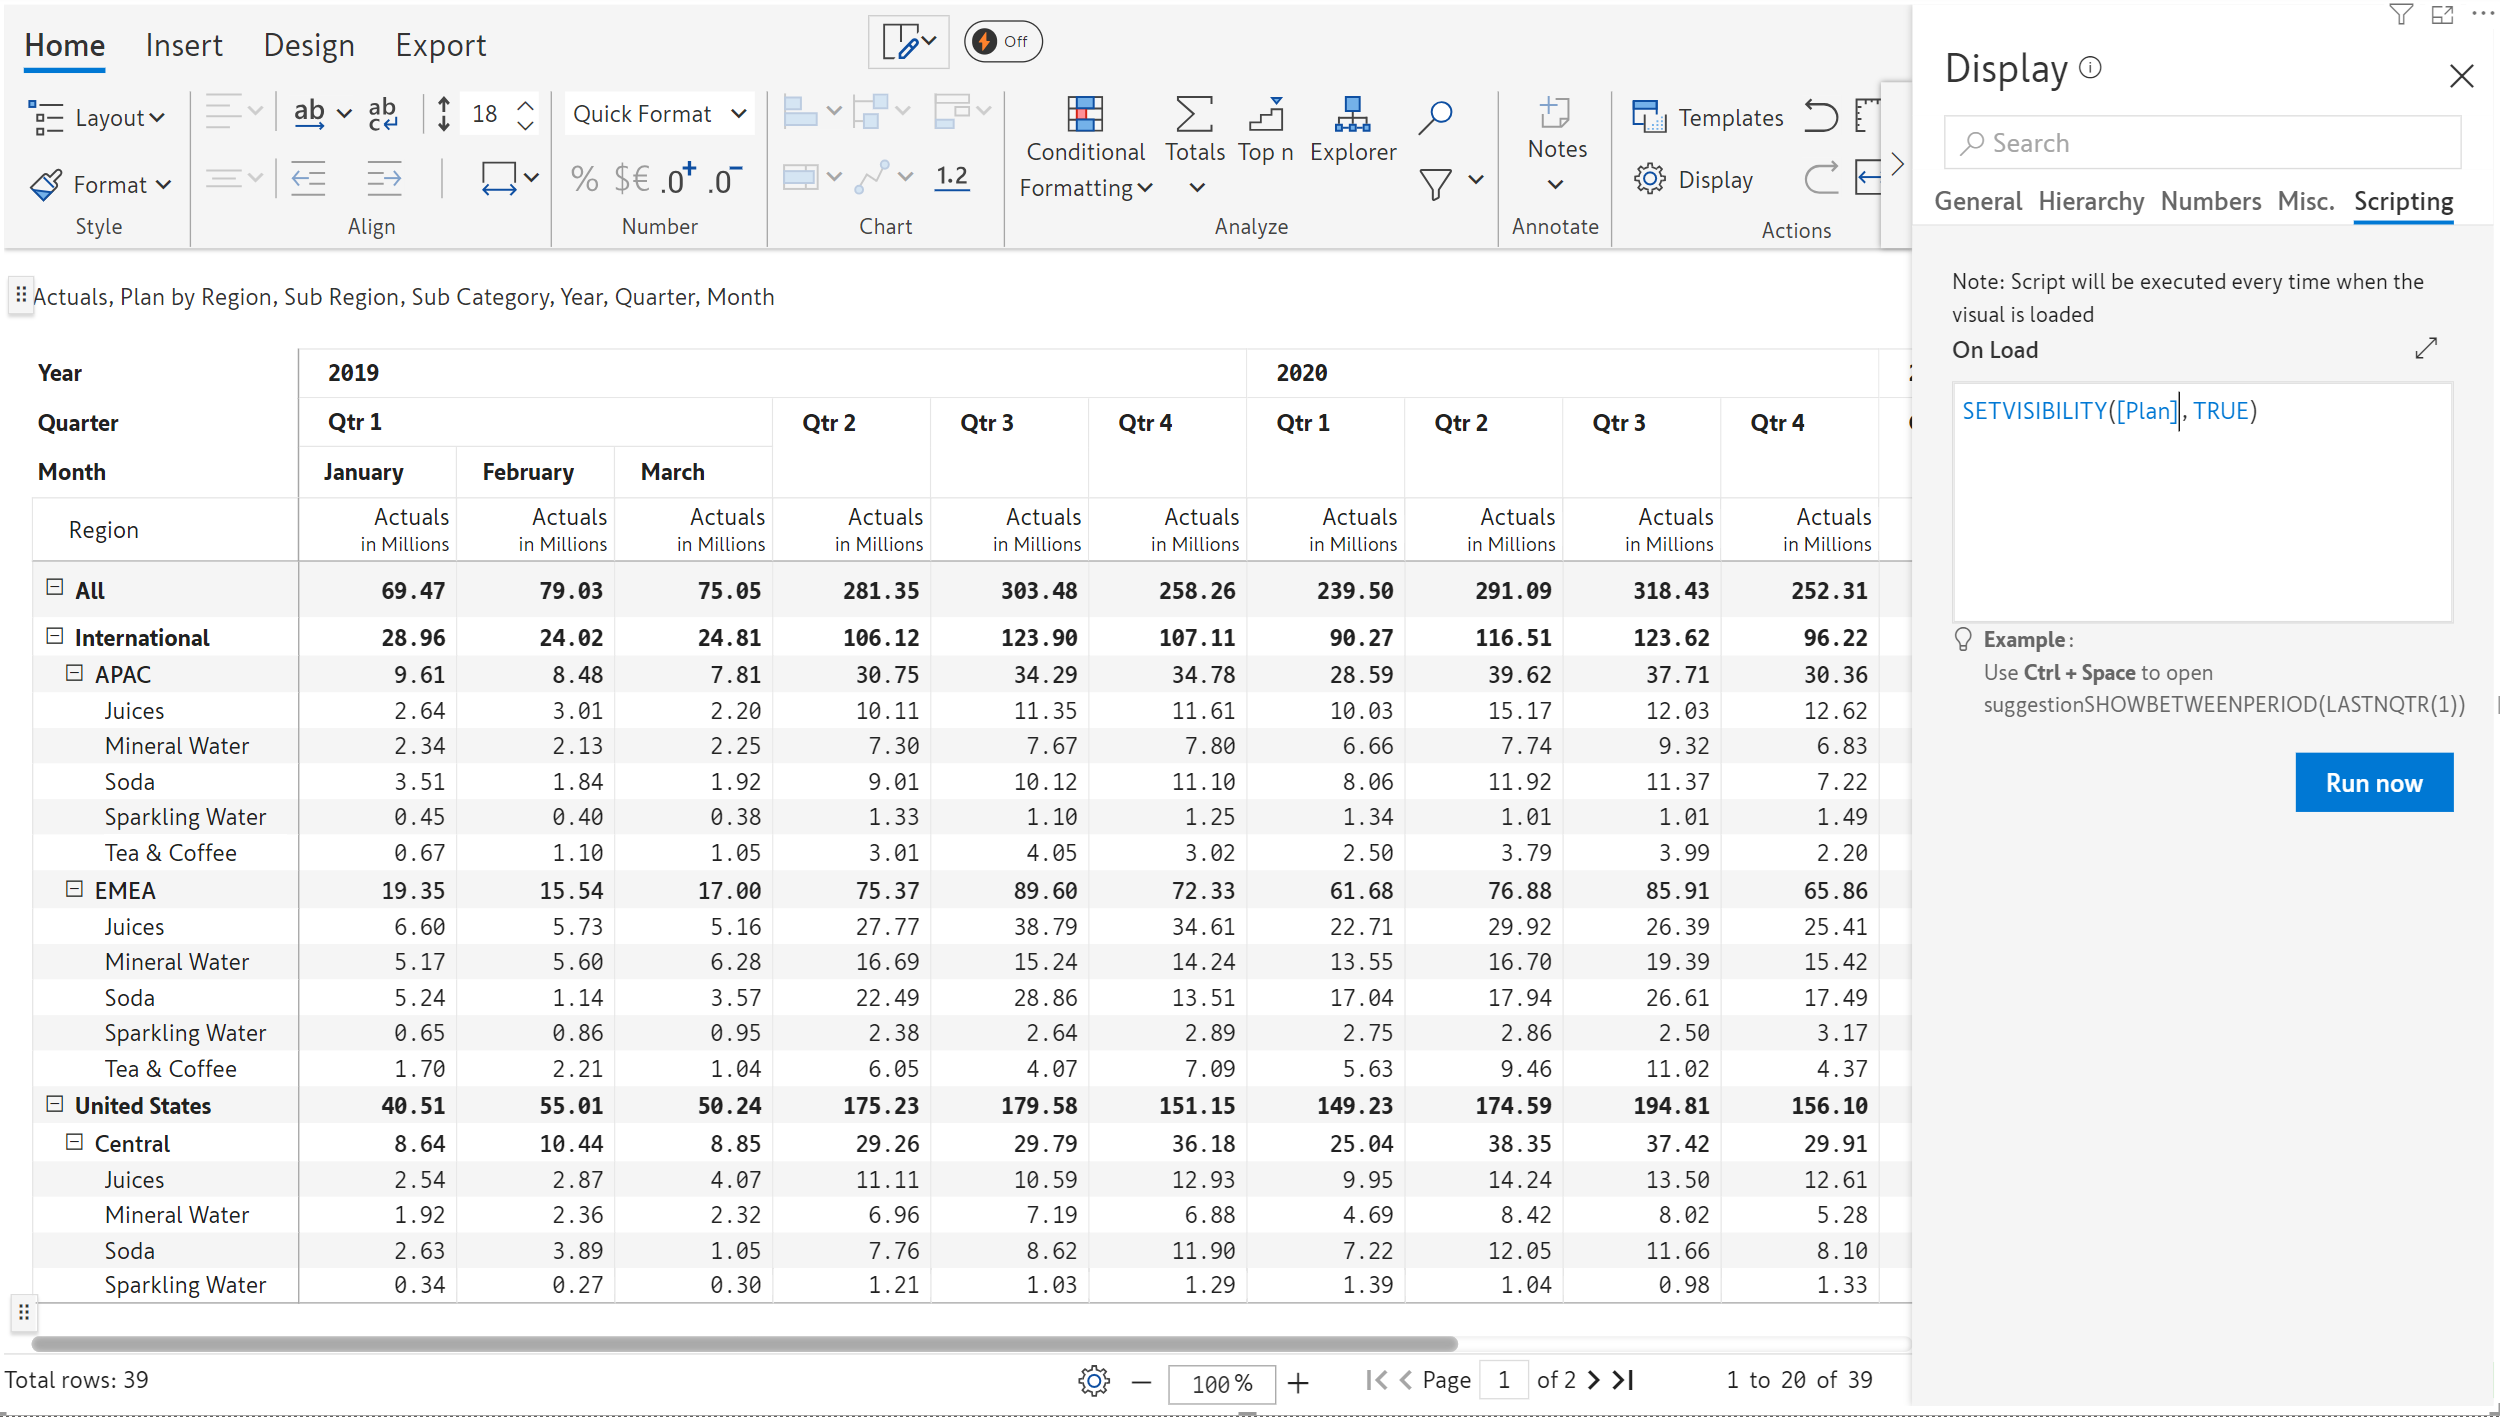 Home Insert Design Export Off
Layout ab ab c 18 Quick Format
Conditional Formatting Totals Top n Explorer Notes Templates
Format % $€ .0+ .0- 1.2 Display
Style Align Number Chart Analyze Annotate Actions
Actuals, Plan by Region, Sub Region, Sub Category, Year, Quarter, Month
Year 2019 2020
Quarter Qtr 1 Qtr 2 Qtr 3 Qtr 4 Qtr 1 Qtr 2 Qtr 3 Qtr 4
Month January February March
Region Actuals Actuals Actuals Actuals Actuals Actuals Actuals Actuals Actuals Actuals
in Millions in Millions in Millions in Millions in Millions in Millions in Millions in Millions in Millions in Millions
All 69.47 79.03 75.05 281.35 303.48 258.26 239.50 291.09 318.43 252.31
International 28.96 24.02 24.81 106.12 123.90 107.11 90.27 116.51 123.62 96.22
APAC 9.61 8.48 7.81 30.75 34.29 34.78 28.59 39.62 37.71 30.36
Juices 2.64 3.01 2.20 10.11 11.35 11.61 10.03 15.17 12.03 12.62
Mineral Water 2.34 2.13 2.25 7.30 7.67 7.80 6.66 7.74 9.32 6.83
Soda 3.51 1.84 1.92 9.01 10.12 11.10 8.06 11.92 11.37 7.22
Sparkling Water 0.45 0.40 0.38 1.33 1.10 1.25 1.34 1.01 1.01 1.49
Tea & Coffee 0.67 1.10 1.05 3.01 4.05 3.02 2.50 3.79 3.99 2.20
EMEA 19.35 15.54 17.00 75.37 89.60 72.33 61.68 76.88 85.91 65.86
Juices 6.60 5.73 5.16 27.77 38.79 34.61 22.71 29.92 26.39 25.41
Mineral Water 5.17 5.60 6.28 16.69 15.24 14.24 13.55 16.70 19.39 15.42
Soda 5.24 1.14 3.57 22.49 28.86 13.51 17.04 17.94 26.61 17.49
Sparkling Water 0.65 0.86 0.95 2.38 2.64 2.89 2.75 2.86 2.50 3.17
Tea & Coffee 1.70 2.21 1.04 6.05 4.07 7.09 5.63 9.46 11.02 4.37
United States 40.51 55.01 50.24 175.23 179.58 151.15 149.23 174.59 194.81 156.10
Central 8.64 10.44 8.85 29.26 29.79 36.18 25.04 38.35 37.42 29.91
Juices 2.54 2.87 4.07 11.11 10.59 12.93 9.95 14.24 13.50 12.61
Mineral Water 1.92 2.36 2.32 6.96 7.19 6.88 4.69 8.42 8.02 5.28
Soda 2.63 3.89 1.05 7.76 8.62 11.90 7.22 12.05 11.66 8.10
Sparkling Water 0.34 0.27 0.30 1.21 1.03 1.29 1.39 1.04 0.98 1.33
Total rows: 39 100% Page 1 of 2 1 to 20 of 39
Display
Search
General Hierarchy Numbers Misc. Scripting
Note: Script will be executed every time when the
visual is loaded
On Load
SETVISIBILITY([Plan], TRUE)
Example:
Use Ctrl + Space to open
suggestionSHOWBETWEENPERIOD(LASTNQTR(1))
Run now